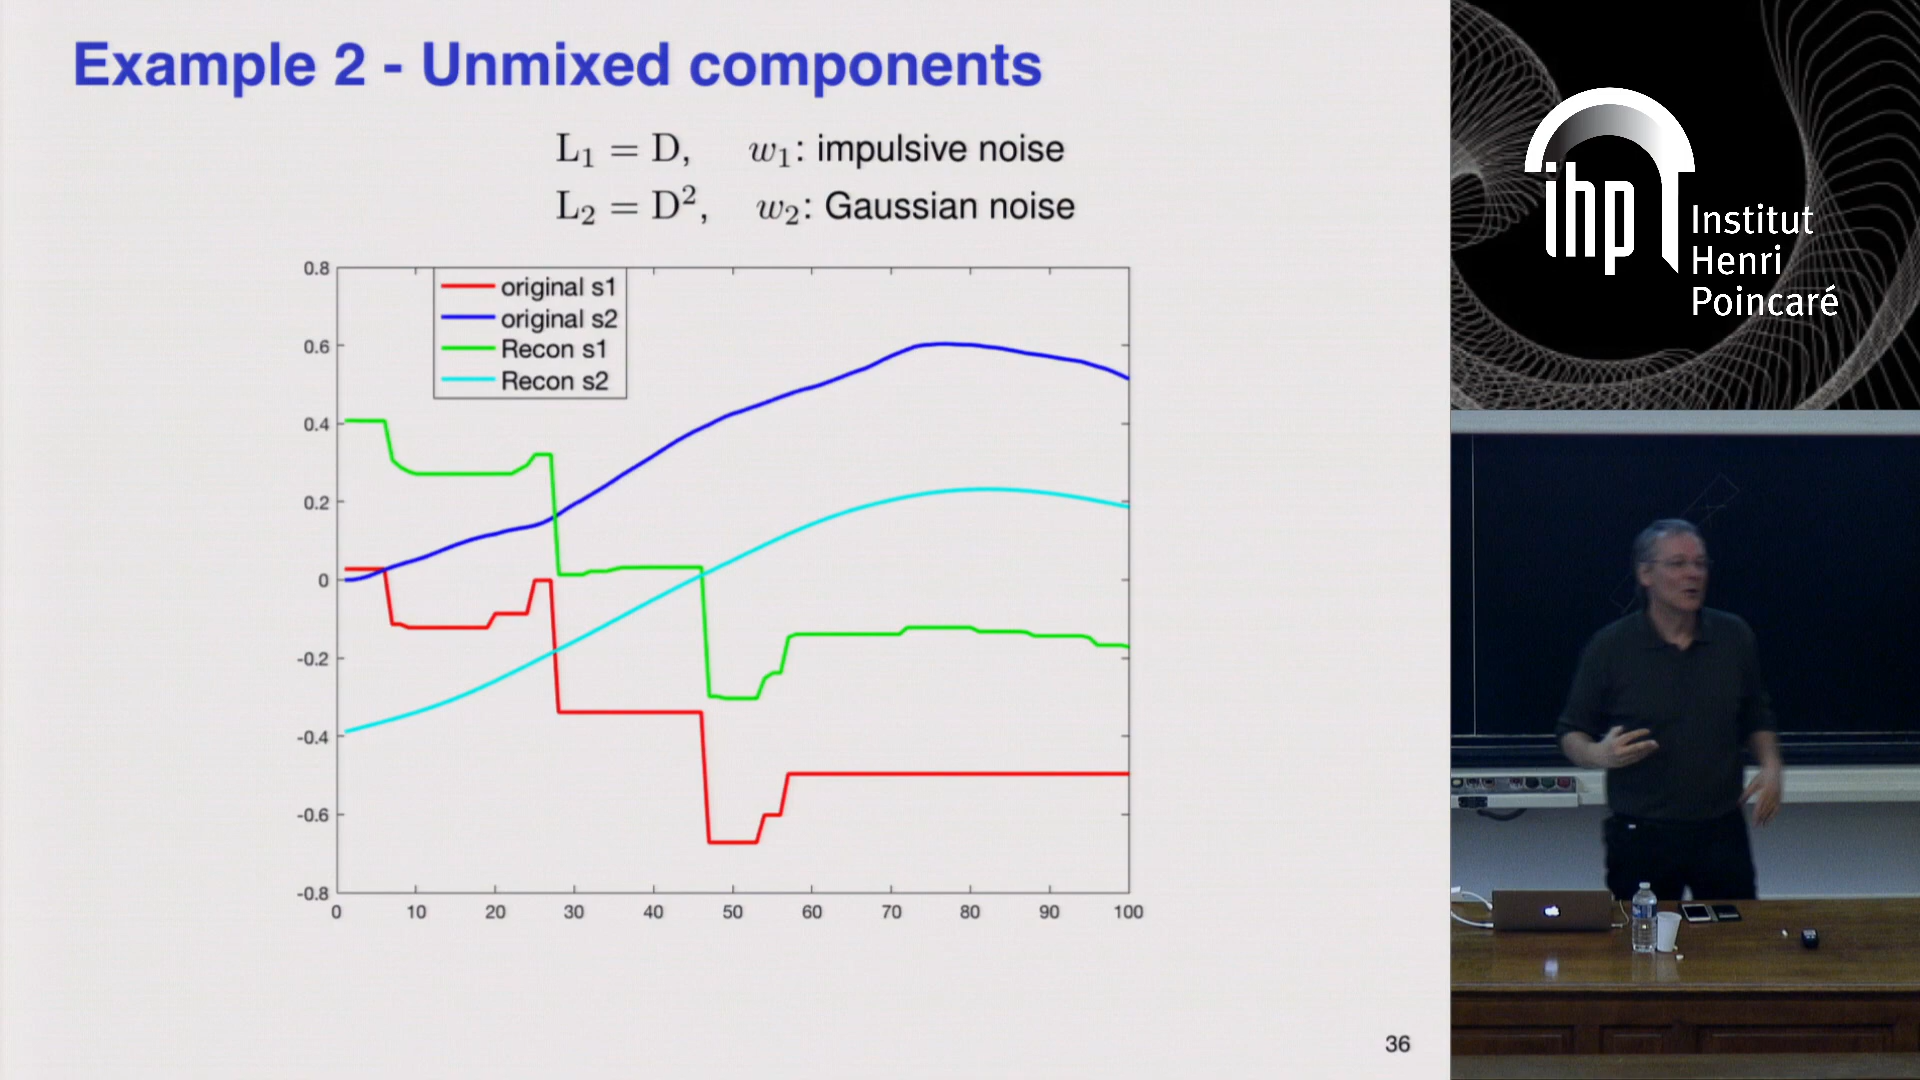 Example 2 - Unmixed components
L₁ = D, w₁: impulsive noise
L₂ = D², w₂: Gaussian noise
original s1
original s2
Recon s1
Recon s2
0.8
0.6
0.4
0.2
0
-0.2
-0.4
-0.6
-0.8
0 10 20 30 40 50 60 70 80 90 100
36
ihp
Institut
Henri
Poincaré